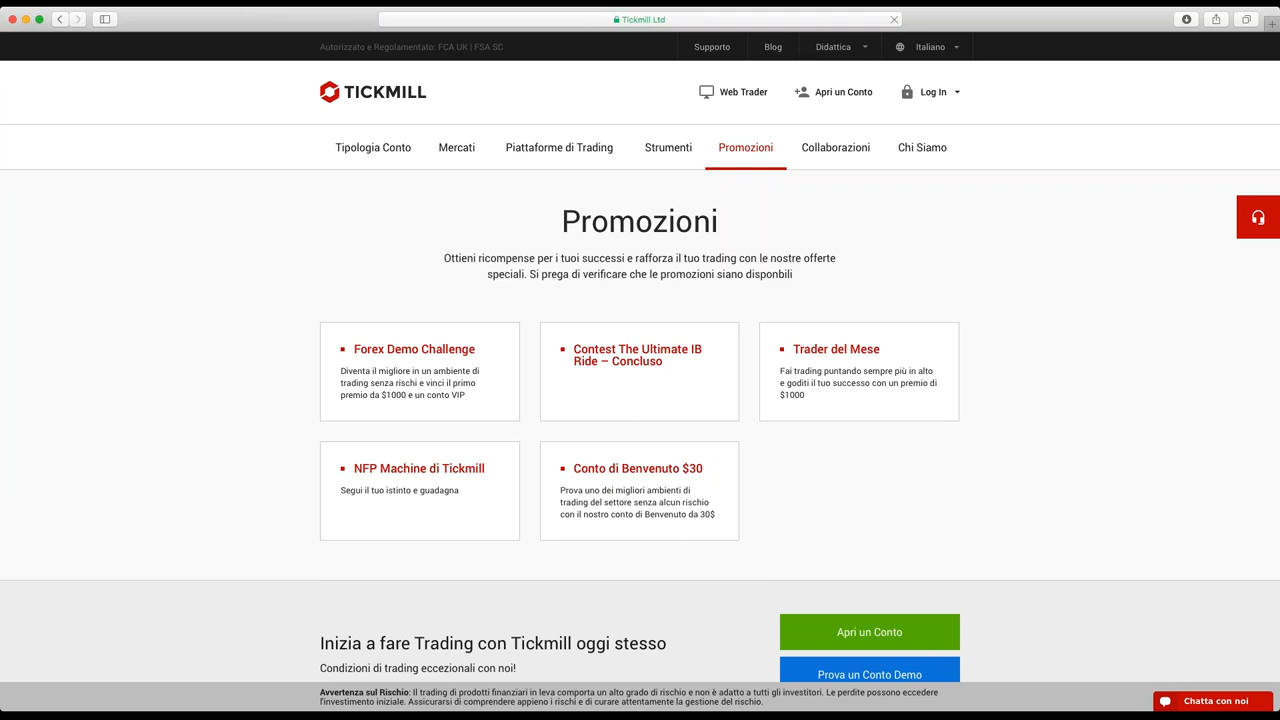 Tickmill Ltd
Autorizzato e Regolamentato: FCA UK | FSA SC
Supporto
Blog
Didattica
Italiano
TICKMILL
Web Trader
Apri un Conto
Log In
Tipologia Conto
Mercati
Piattaforme di Trading
Strumenti
Promozioni
Collaborazioni
Chi Siamo
Promozioni
Ottieni ricompense per i tuoi successi e rafforza il tuo trading con le nostre offerte
speciali. Si prega di verificare che le promozioni siano disponbili
Forex Demo Challenge
Diventa il migliore in un ambiente di
trading senza rischi e vinci il primo
premio da $1000 e un conto VIP
Contest The Ultimate IB
Ride – Concluso
Trader del Mese
Fai trading puntando sempre più in alto
e goditi il tuo successo con un premio di
$1000
NFP Machine di Tickmill
Segui il tuo istinto e guadagna
Conto di Benvenuto $30
Prova uno dei migliori ambienti di
trading del settore senza alcun rischio
con il nostro conto di Benvenuto da 30$
Inizia a fare Trading con Tickmill oggi stesso
Condizioni di trading eccezionali con noi!
Apri un Conto
Prova un Conto Demo
Avvertenza sul Rischio: Il trading di prodotti finanziari in leva comporta un alto grado di rischio e non è adatto a tutti gli investitori. Le perdite possono eccedere
l'investimento iniziale. Assicurarsi di comprendere appieno i rischi e di curare attentamente la gestione del rischio.
Chatta con noi